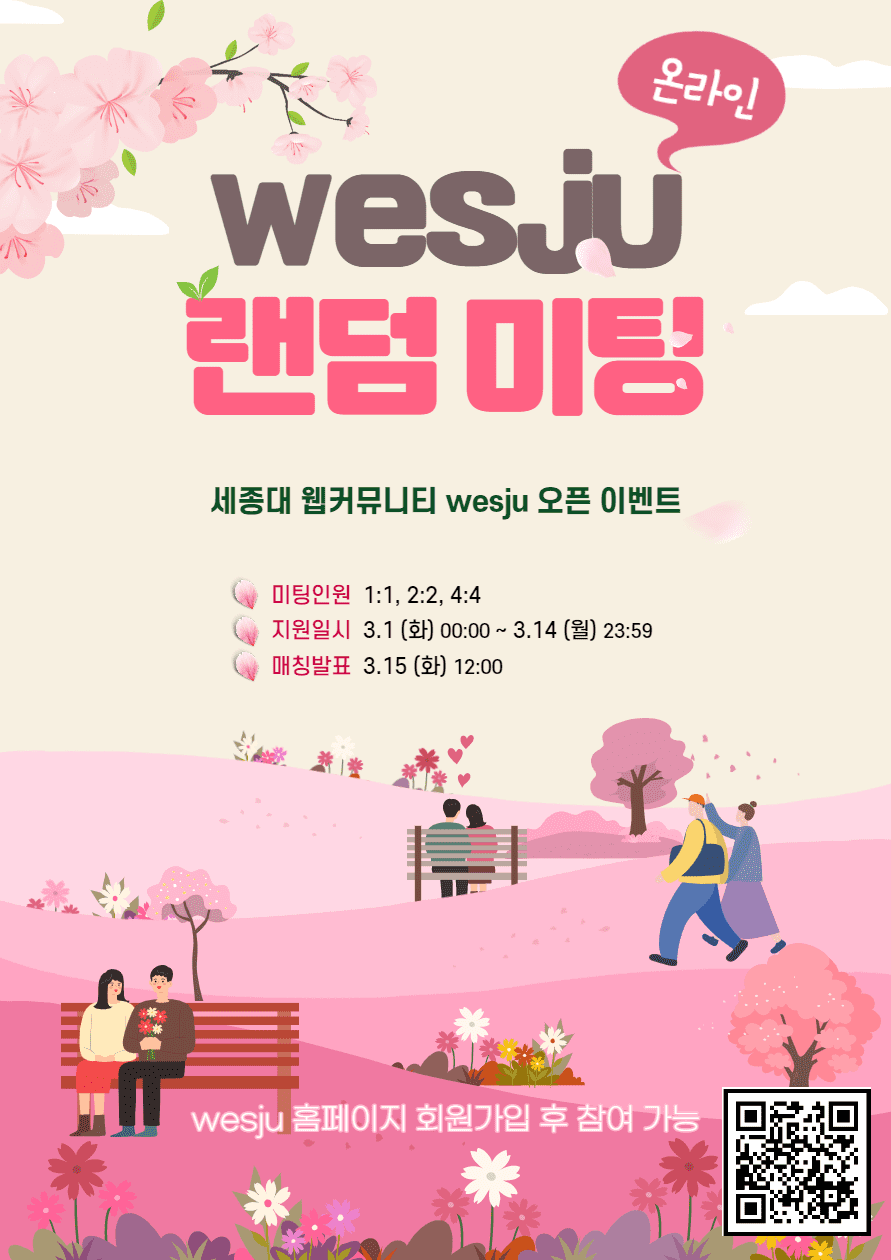 온라인
wesju
랜덤 미팅
세종대 웹커뮤니티 wesju 오픈 이벤트
미팅인원 1:1, 2:2, 4:4
지원일시 3.1 (화) 00:00 ~ 3.14 (월) 23:59
매칭발표 3.15 (화) 12:00
wesju 홈페이지 회원가입 후 참여 가능